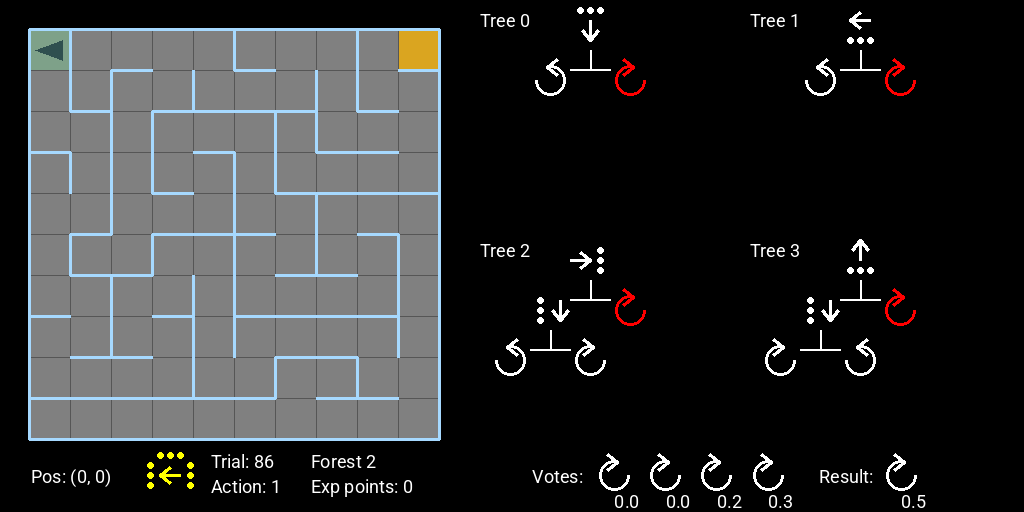 Tree 0
Tree 1
Tree 2
Tree 3
Pos: (0, 0)
Trial: 86
Action: 1
Forest 2
Exp points: 0
Votes:
0.0
0.0
0.2
0.3
Result:
0.5